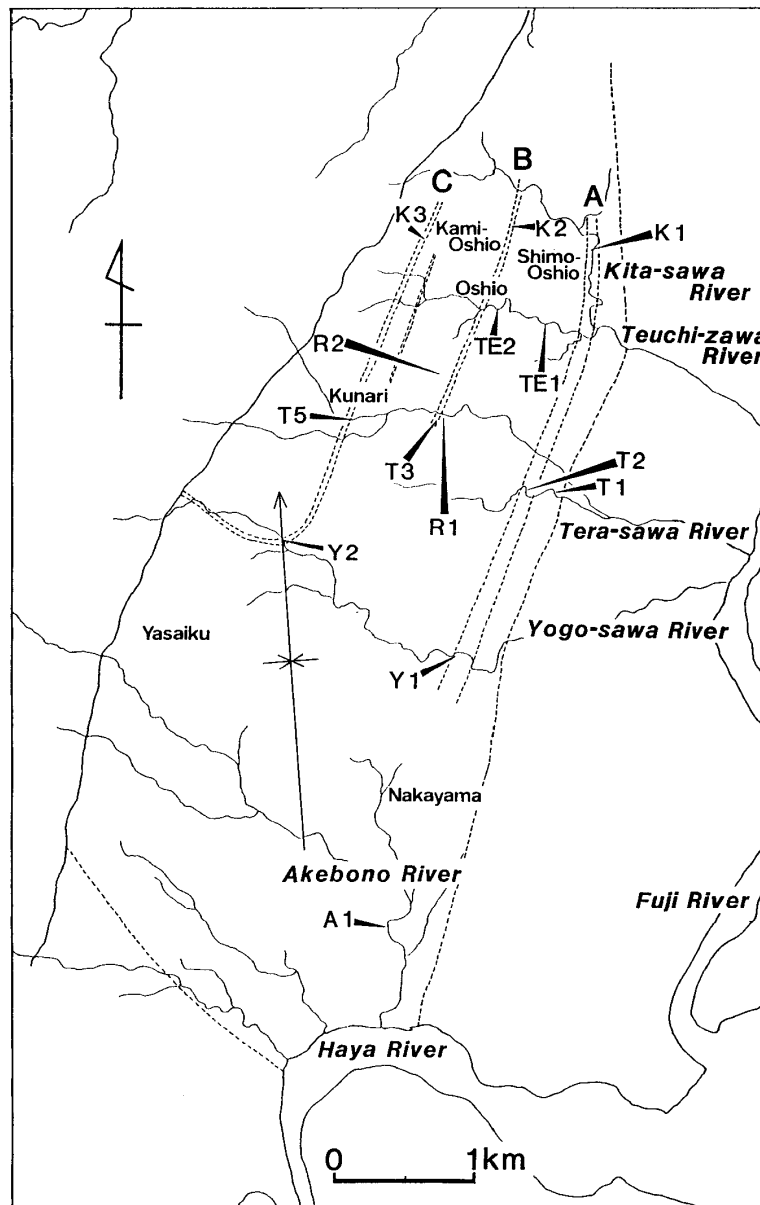 B
C
A
K3
Kami-
Oshio
K2
K1
Shimo-
Oshio
Kita-sawa
River
Oshio
Teuchi-zawa
River
R2
TE2
TE1
Kunari
T5
T3
R1
T2
T1
Tera-sawa River
Y2
Yasaiku
Yogo-sawa River
Y1
Nakayama
Akebono River
A1
Fuji River
Haya River
0 1km